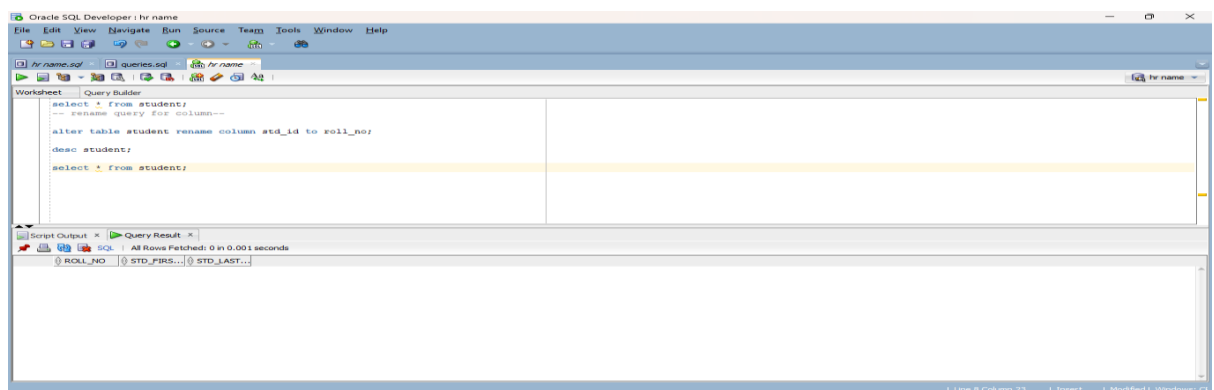 Oracle SQL Developer : hr name
File Edit View Navigate Run Source Team Tools Window Help
hr name.sql queries.sql hr name
hr name
Worksheet Query Builder
select * from student;
-- rename query for column--
alter table student rename column std_id to roll_no;
desc student;
select * from student;
Script Output × Query Result ×
SQL | All Rows Fetched: 0 in 0.001 seconds
ROLL_NO STD_FIRS... STD_LAST...
| Insert | Modified | Windows: